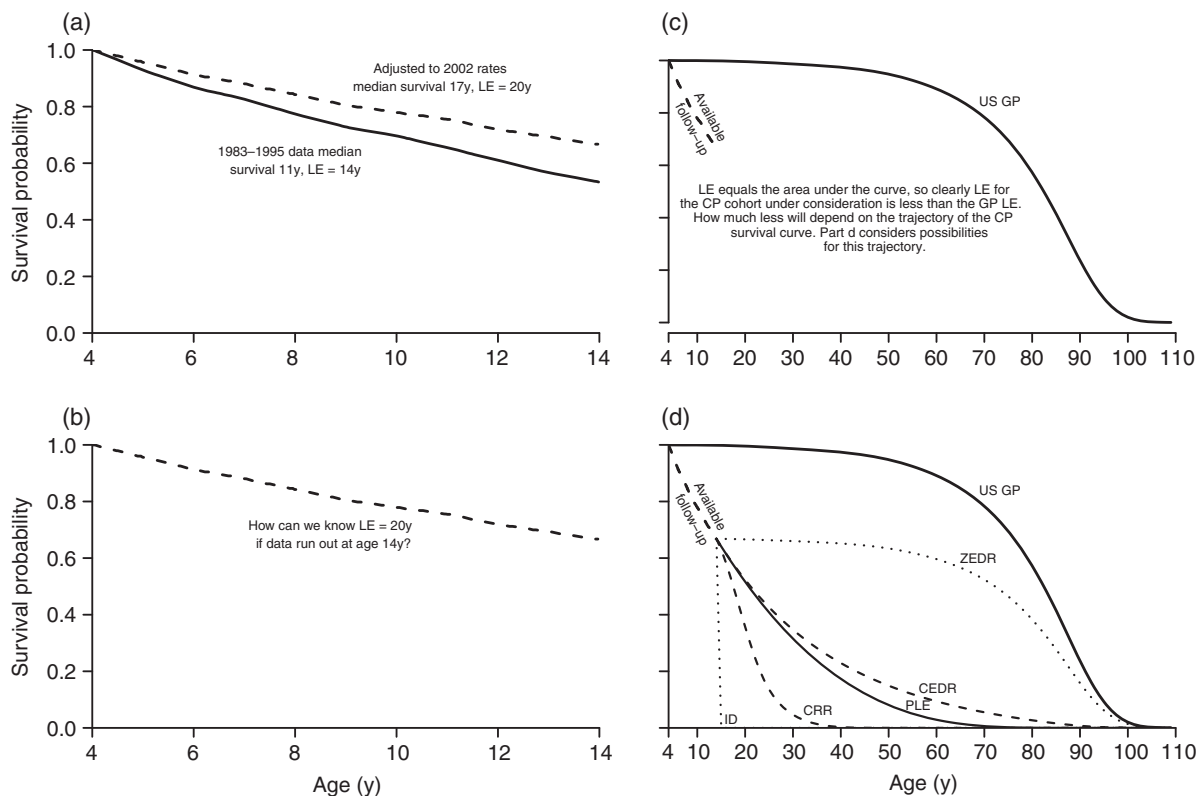 (a)
Survival probability
1.0
0.8
0.6
0.4
0.2
0.0
Adjusted to 2002 rates
median survival 17y, LE = 20y
1983–1995 data median
survival 11y, LE = 14y
4 6 8 10 12 14
(c)
US GP
Available
follow–up
LE equals the area under the curve, so clearly LE for
the CP cohort under consideration is less than the GP LE.
How much less will depend on the trajectory of the CP
survival curve. Part d considers possibilities
for this trajectory.
4 10 20 30 40 50 60 70 80 90 100 110
(b)
Survival probability
1.0
0.8
0.6
0.4
0.2
0.0
How can we know LE = 20y
if data run out at age 14y?
4 6 8 10 12 14
Age (y)
(d)
US GP
Available
follow–up
ZEDR
CEDR
PLE
CRR
ID
4 10 20 30 40 50 60 70 80 90 100 110
Age (y)